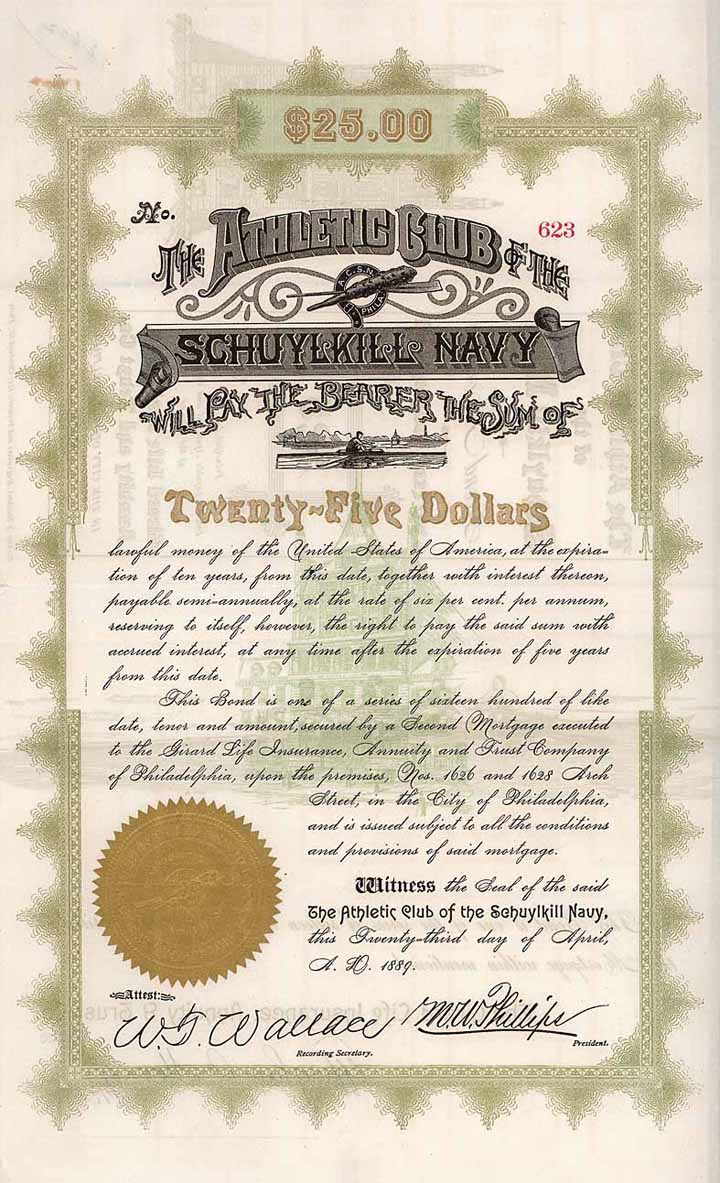 $25.00
No. 623
THE ATHLETIC CLUB OF THE
A.C.S.N.
PHILA
SCHUYLKILL NAVY
WILL PAY THE BEARER THE SUM OF
Twenty-Five Dollars
lawful money of the United States of America, at the expira-
tion of ten years, from this date, together with interest thereon,
payable semi-annually, at the rate of six per cent. per annum,
reserving to itself, however, the right to pay the said sum with
accrued interest, at any time after the expiration of five years
from this date.
This Bond is one of a series of sixteen hundred of like
date, tenor and amount, secured by a Second Mortgage executed
to the Girard Life Insurance, Annuity and Trust Company
of Philadelphia, upon the premises, Nos. 1626 and 1628 Arch
Street, in the City of Philadelphia,
and is issued subject to all the conditions
and provisions of said mortgage.
Witness the Seal of the said
The Athletic Club of the Schuylkill Navy,
this Twenty-third day of April,
A. D. 1889.
Attest:
W. G. Wallace M.W. Phillips
Recording Secretary. President.